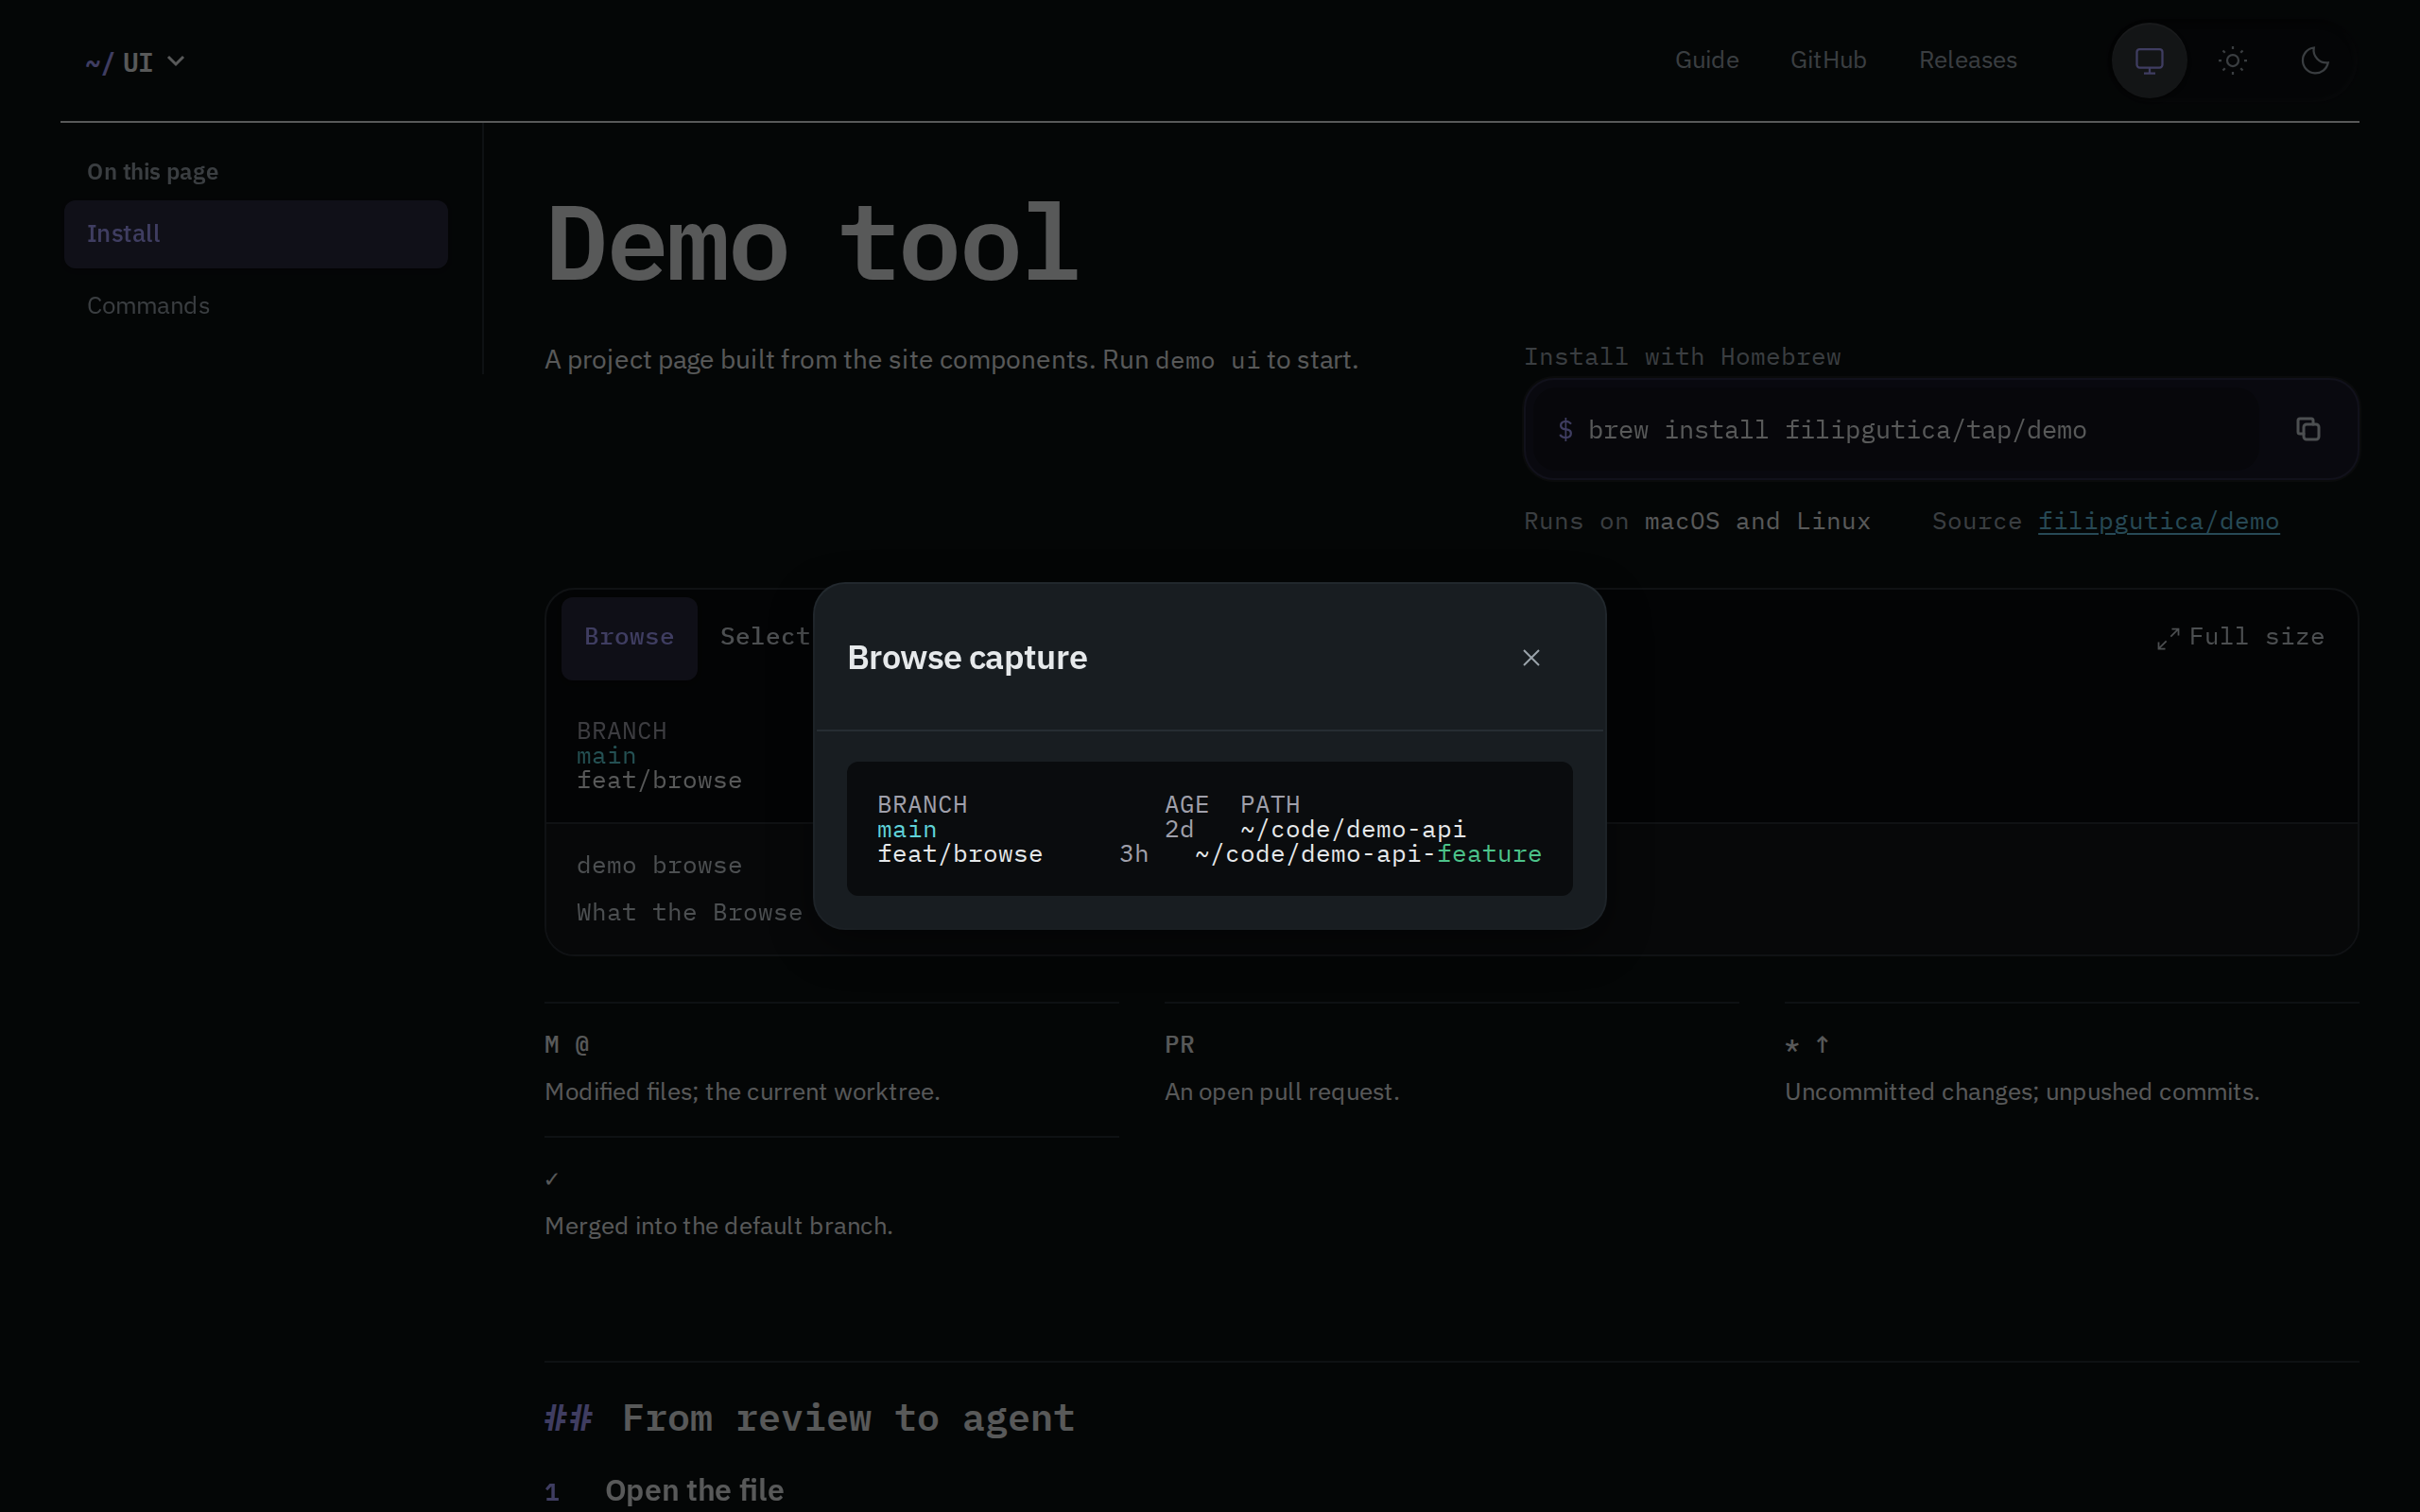 ~/ UI
Guide GitHub Releases
On this page
Install
Commands
Demo tool
A project page built from the site components. Run demo ui to start.
Install with Homebrew
$ brew install filipgutica/tap/demo
Runs on macOS and Linux Source filipgutica/demo
Browse Select
Full size
BRANCH
main
feat/browse
demo browse
What the Browse
Browse capture
BRANCH AGE PATH
main 2d ~/code/demo-api
feat/browse 3h ~/code/demo-api-feature
M @
Modified files; the current worktree.
PR
An open pull request.
* ↑
Uncommitted changes; unpushed commits.
✓
Merged into the default branch.
## From review to agent
1 Open the file